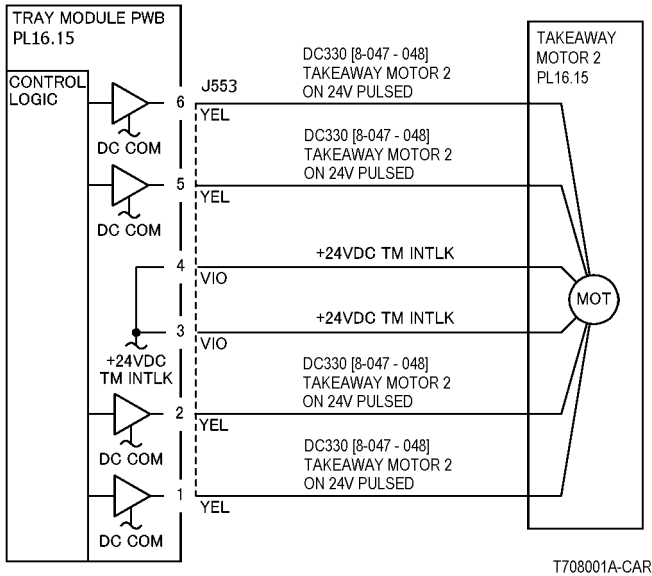 TRAY MODULE PWB
PL16.15
CONTROL
LOGIC
DC COM
DC COM
+24VDC
TM INTLK
DC COM
DC COM
J553
6
YEL
5
YEL
4
VIO
3
VIO
2
YEL
1
YEL
DC330 [8-047 - 048]
TAKEAWAY MOTOR 2
ON 24V PULSED
DC330 [8-047 - 048]
TAKEAWAY MOTOR 2
ON 24V PULSED
+24VDC TM INTLK
+24VDC TM INTLK
DC330 [8-047 - 048]
TAKEAWAY MOTOR 2
ON 24V PULSED
DC330 [8-047 - 048]
TAKEAWAY MOTOR 2
ON 24V PULSED
TAKEAWAY
MOTOR 2
PL16.15
MOT
T708001A-CAR